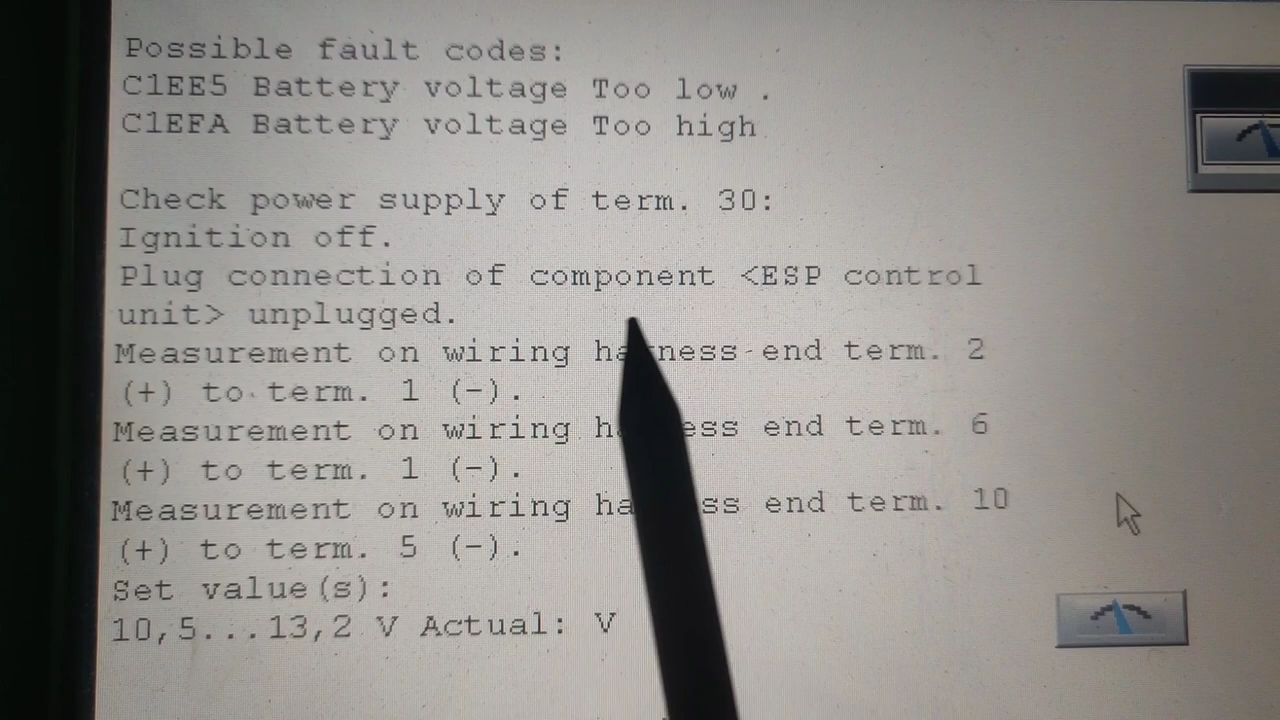 Possible fault codes:
C1EE5 Battery voltage Too low .
C1EFA Battery voltage Too high
Check power supply of term. 30:
Ignition off.
Plug connection of component <ESP control
unit> unplugged.
Measurement on wiring harness end term. 2
(+) to term. 1 (-).
Measurement on wiring harness end term. 6
(+) to term. 1 (-).
Measurement on wiring harness end term. 10
(+) to term. 5 (-).
Set value(s):
10,5...13,2 V Actual: V